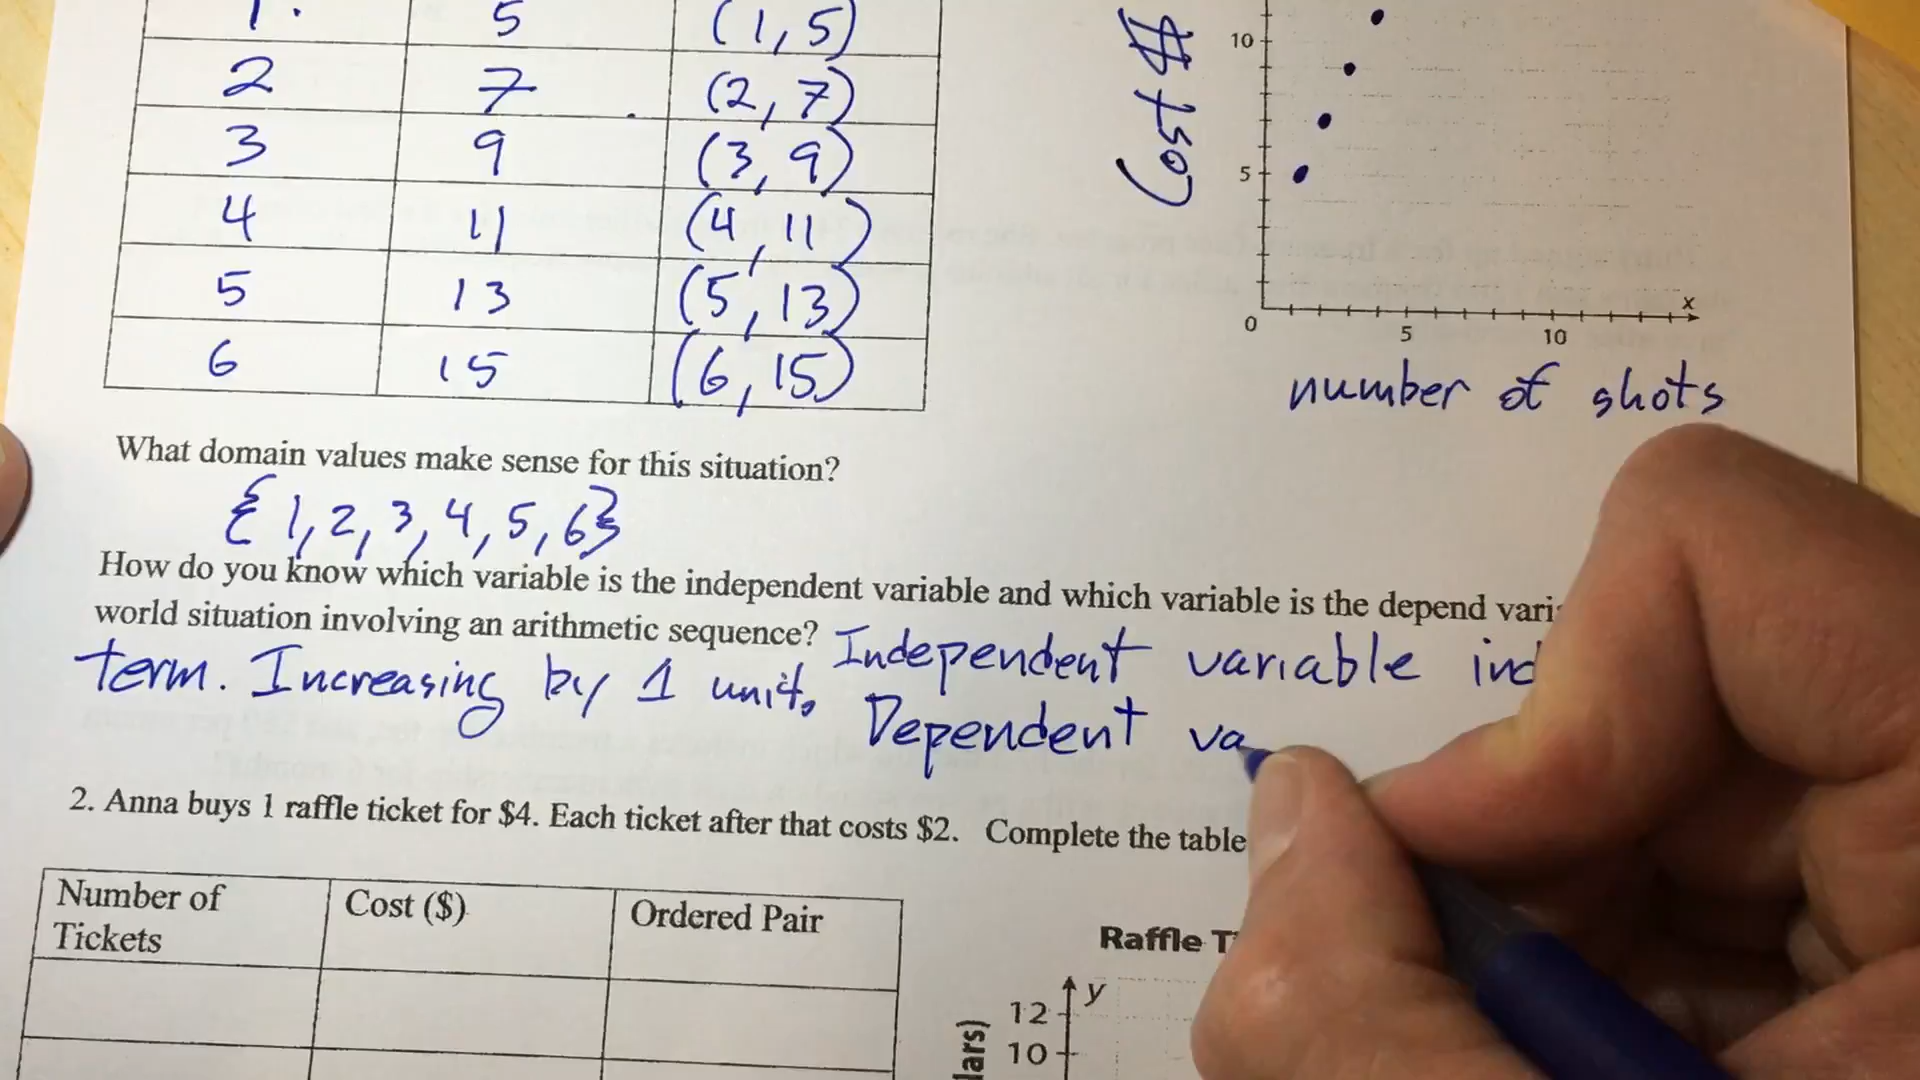 1. 5 (1, 5)
2 7 (2, 7)
3 9 (3, 9)
4 11 (4, 11)
5 13 (5, 13)
6 15 (6, 15)
$ Cost
10
5
0 5 10 x
number of shots
What domain values make sense for this situation?
{1, 2, 3, 4, 5, 6}
How do you know which variable is the independent variable and which variable is the depend
world situation involving an arithmetic sequence? Independent variable
term. Increasing by 1 unit. Dependent
2. Anna buys 1 raffle ticket for $4. Each ticket after that costs $2. Complete the table
Number of Tickets Cost ($) Ordered Pair
Raffle
y
12
10